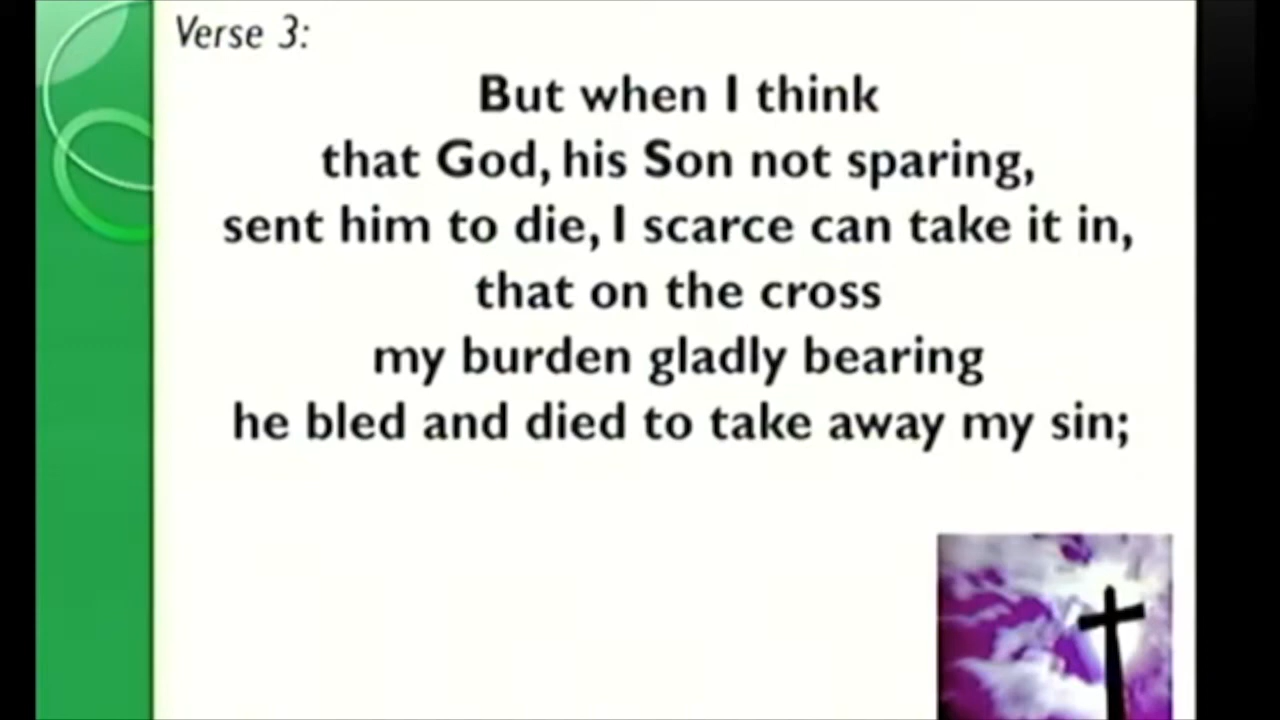 Verse 3:
But when I think
that God, his Son not sparing,
sent him to die, I scarce can take it in,
that on the cross
my burden gladly bearing
he bled and died to take away my sin;